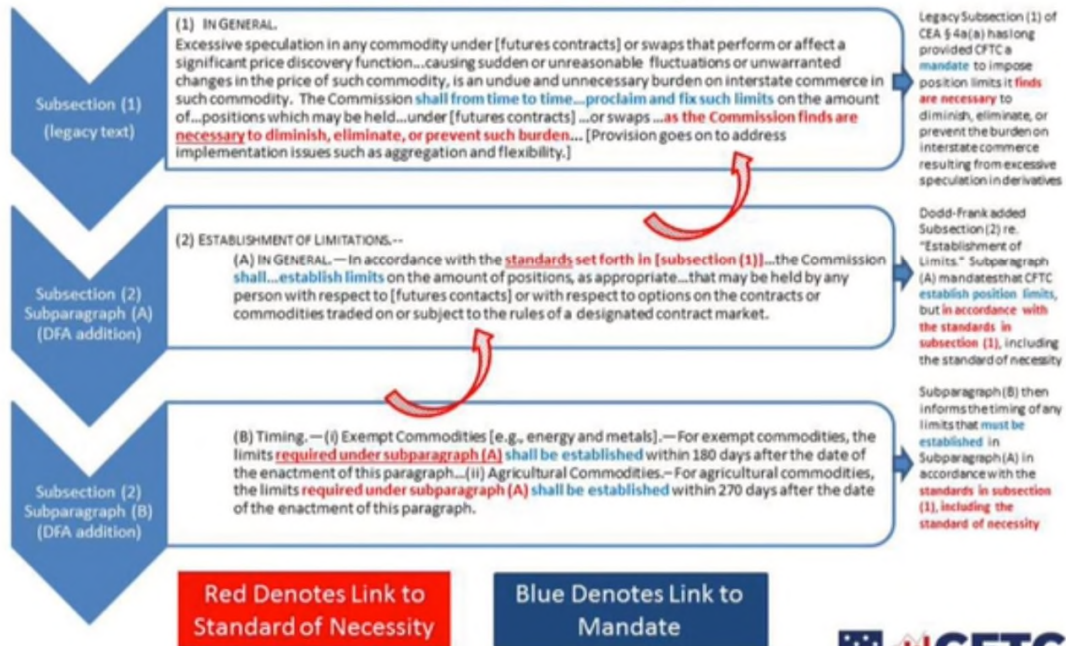 Subsection (1)
(legacy text)
(1) IN GENERAL.
Excessive speculation in any commodity under [futures contracts] or swaps that perform or affect a
significant price discovery function...causing sudden or unreasonable fluctuations or unwarranted
changes in the price of such commodity, is an undue and unnecessary burden on interstate commerce in
such commodity. The Commission shall from time to time...proclaim and fix such limits on the amount
of...positions which may be held...under [futures contracts] ...or swaps ...as the Commission finds are
necessary to diminish, eliminate, or prevent such burden... [Provision goes on to address
implementation issues such as aggregation and flexibility.]
Legacy Subsection (1) of
CEA § 4a(a) has long
provided CFTC a
mandate to impose
position limits it finds
are necessary to
diminish, eliminate, or
prevent the burden on
interstate commerce
resulting from excessive
speculation in derivatives
Subsection (2)
Subparagraph (A)
(DFA addition)
(2) ESTABLISHMENT OF LIMITATIONS.--
(A) IN GENERAL.—In accordance with the standards set forth in [subsection (1)]...the Commission
shall...establish limits on the amount of positions, as appropriate...that may be held by any
person with respect to [futures contacts] or with respect to options on the contracts or
commodities traded on or subject to the rules of a designated contract market.
Dodd-Frank added
Subsection (2) re.
"Establishment of
Limits." Subparagraph
(A) mandates that CFTC
establish position limits,
but in accordance with
the standards in
subsection (1), including
the standard of necessity
Subsection (2)
Subparagraph (B)
(DFA addition)
(B) Timing.—(i) Exempt Commodities [e.g., energy and metals].—For exempt commodities, the
limits required under subparagraph (A) shall be established within 180 days after the date of
the enactment of this paragraph...(ii) Agricultural Commodities.–For agricultural commodities,
the limits required under subparagraph (A) shall be established within 270 days after the date
of the enactment of this paragraph.
Subparagraph (B) then
informs the timing of any
limits that must be
established in
Subparagraph (A) in
accordance with the
standards in subsection
(1), including the
standard of necessity
Red Denotes Link to
Standard of Necessity
Blue Denotes Link to
Mandate
CFTC